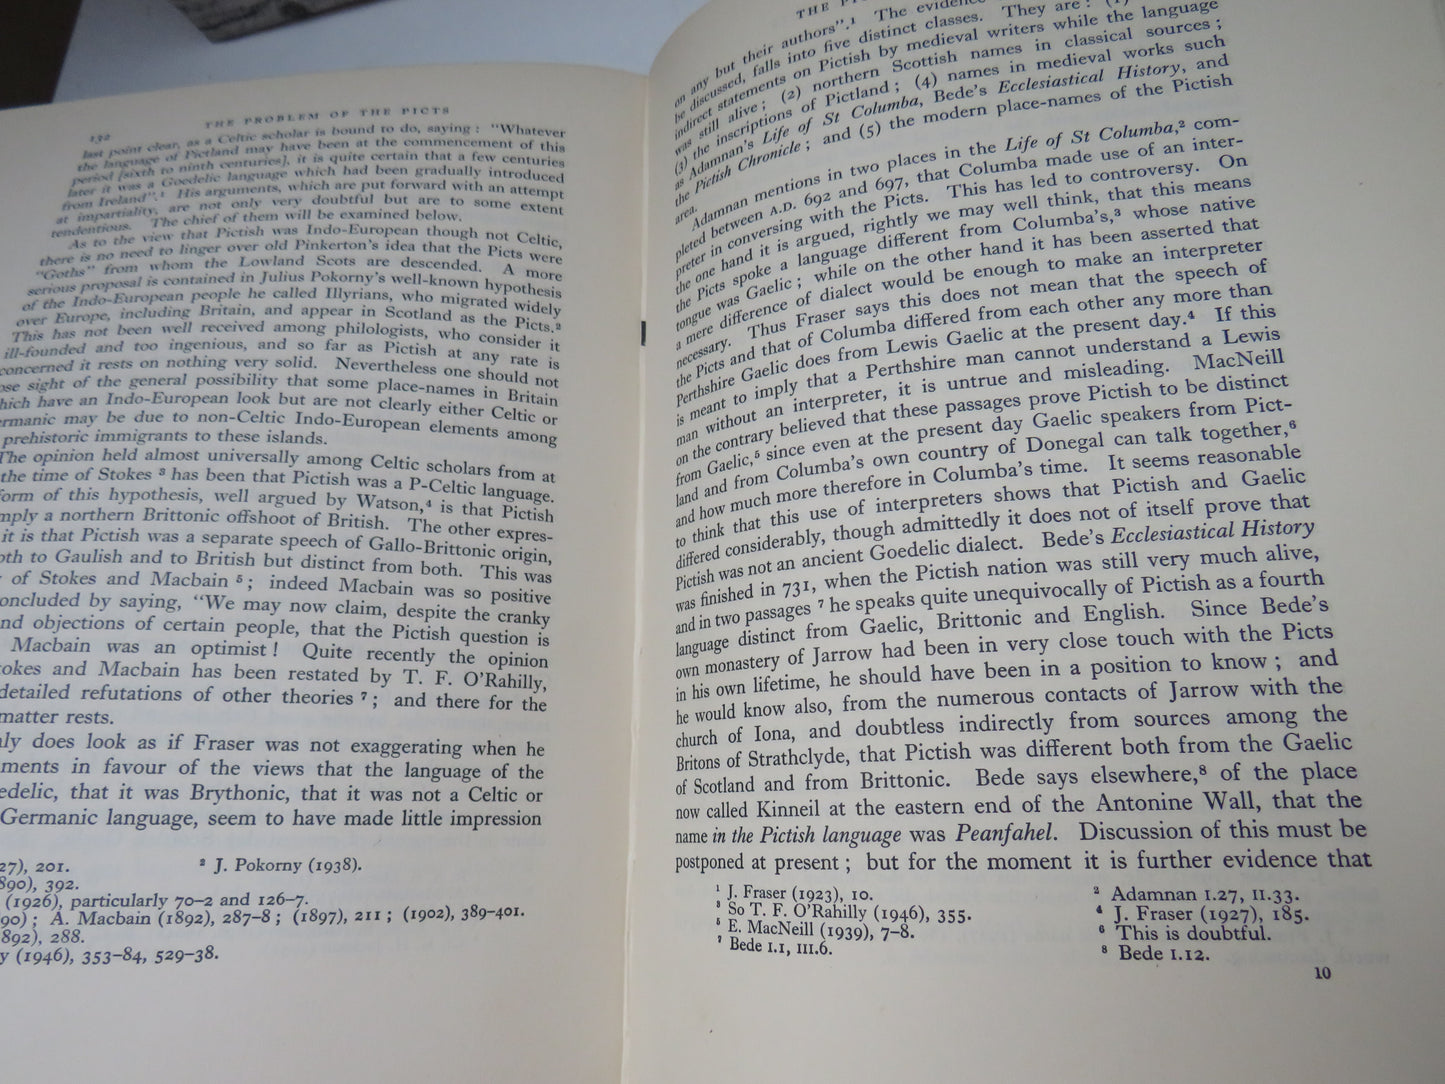 132 THE PROBLEM OF THE PICTS
last point clear, as a Celtic scholar is bound to do, saying : "Whatever
the language of Pictland may have been at the commencement of this
period [sixth to ninth centuries], it is quite certain that a few centuries
later it was a Goedelic language which had been gradually introduced
from Ireland".¹ His arguments, which are put forward with an attempt
at impartiality, are not only very doubtful but are to some extent
tendentious. The chief of them will be examined below.
As to the view that Pictish was Indo-European though not Celtic,
there is no need to linger over old Pinkerton's idea that the Picts were
"Goths" from whom the Lowland Scots are descended. A more
serious proposal is contained in Julius Pokorny's well-known hypothesis
of the Indo-European people he called Illyrians, who migrated widely
over Europe, including Britain, and appear in Scotland as the Picts.²
This has not been well received among philologists, who consider it
ill-founded and too ingenious, and so far as Pictish at any rate is
concerned it rests on nothing very solid. Nevertheless one should not
ose sight of the general possibility that some place-names in Britain
hich have an Indo-European look but are not clearly either Celtic or
ermanic may be due to non-Celtic Indo-European elements among
prehistoric immigrants to these islands.
The opinion held almost universally among Celtic scholars from at
the time of Stokes ³ has been that Pictish was a P-Celtic language.
form of this hypothesis, well argued by Watson,⁴ is that Pictish
mply a northern Brittonic offshoot of British. The other expres-
it is that Pictish was a separate speech of Gallo-Brittonic origin,
oth to Gaulish and to British but distinct from both. This was
of Stokes and Macbain ⁵ ; indeed Macbain was so positive
oncluded by saying, "We may now claim, despite the cranky
nd objections of certain people, that the Pictish question is
Macbain was an optimist ! Quite recently the opinion
tokes and Macbain has been restated by T. F. O'Rahilly,
detailed refutations of other theories ⁷ ; and there for the
matter rests.
ly does look as if Fraser was not exaggerating when he
ments in favour of the views that the language of the
edelic, that it was Brythonic, that it was not a Celtic or
Germanic language, seem to have made little impression
27), 201. ² J. Pokorny (1938).
890), 392.
(1926), particularly 70–2 and 126–7.
90) ; A. Macbain (1892), 287–8 ; (1897), 211 ; (1902), 389–401.
892), 288.
y (1946), 353–84, 529–38.
THE
on any but their authors".¹ The evidence
be discussed, falls into five distinct classes. They are : (1)
indirect statements on Pictish by medieval writers while the language
was still alive ; (2) northern Scottish names in classical sources ;
(3) the inscriptions of Pictland ; (4) names in medieval works such
as Adamnan's Life of St Columba, Bede's Ecclesiastical History, and
the Pictish Chronicle ; and (5) the modern place-names of the Pictish
area.
Adamnan mentions in two places in the Life of St Columba,² com-
pleted between A.D. 692 and 697, that Columba made use of an inter-
preter in conversing with the Picts. This has led to controversy. On
the one hand it is argued, rightly we may well think, that this means
the Picts spoke a language different from Columba's,³ whose native
tongue was Gaelic ; while on the other hand it has been asserted that
a mere difference of dialect would be enough to make an interpreter
necessary. Thus Fraser says this does not mean that the speech of
the Picts and that of Columba differed from each other any more than
Perthshire Gaelic does from Lewis Gaelic at the present day.⁴ If this
is meant to imply that a Perthshire man cannot understand a Lewis
man without an interpreter, it is untrue and misleading. MacNeill
on the contrary believed that these passages prove Pictish to be distinct
from Gaelic,⁵ since even at the present day Gaelic speakers from Pict-
land and from Columba's own country of Donegal can talk together,⁶
and how much more therefore in Columba's time. It seems reasonable
to think that this use of interpreters shows that Pictish and Gaelic
differed considerably, though admittedly it does not of itself prove that
Pictish was not an ancient Goedelic dialect. Bede's Ecclesiastical History
was finished in 731, when the Pictish nation was still very much alive,
and in two passages ⁷ he speaks quite unequivocally of Pictish as a fourth
language distinct from Gaelic, Brittonic and English. Since Bede's
own monastery of Jarrow had been in very close touch with the Picts
in his own lifetime, he should have been in a position to know ; and
he would know also, from the numerous contacts of Jarrow with the
church of Iona, and doubtless indirectly from sources among the
Britons of Strathclyde, that Pictish was different both from the Gaelic
of Scotland and from Brittonic. Bede says elsewhere,⁸ of the place
now called Kinneil at the eastern end of the Antonine Wall, that the
name in the Pictish language was Peanfahel. Discussion of this must be
postponed at present ; but for the moment it is further evidence that
¹ J. Fraser (1923), 10. ² Adamnan I.27, II.33.
³ So T. F. O'Rahilly (1946), 355. ⁴ J. Fraser (1927), 185.
⁵ E. MacNeill (1939), 7–8. ⁶ This is doubtful.
⁷ Bede I.1, III.6. ⁸ Bede I.12.
10